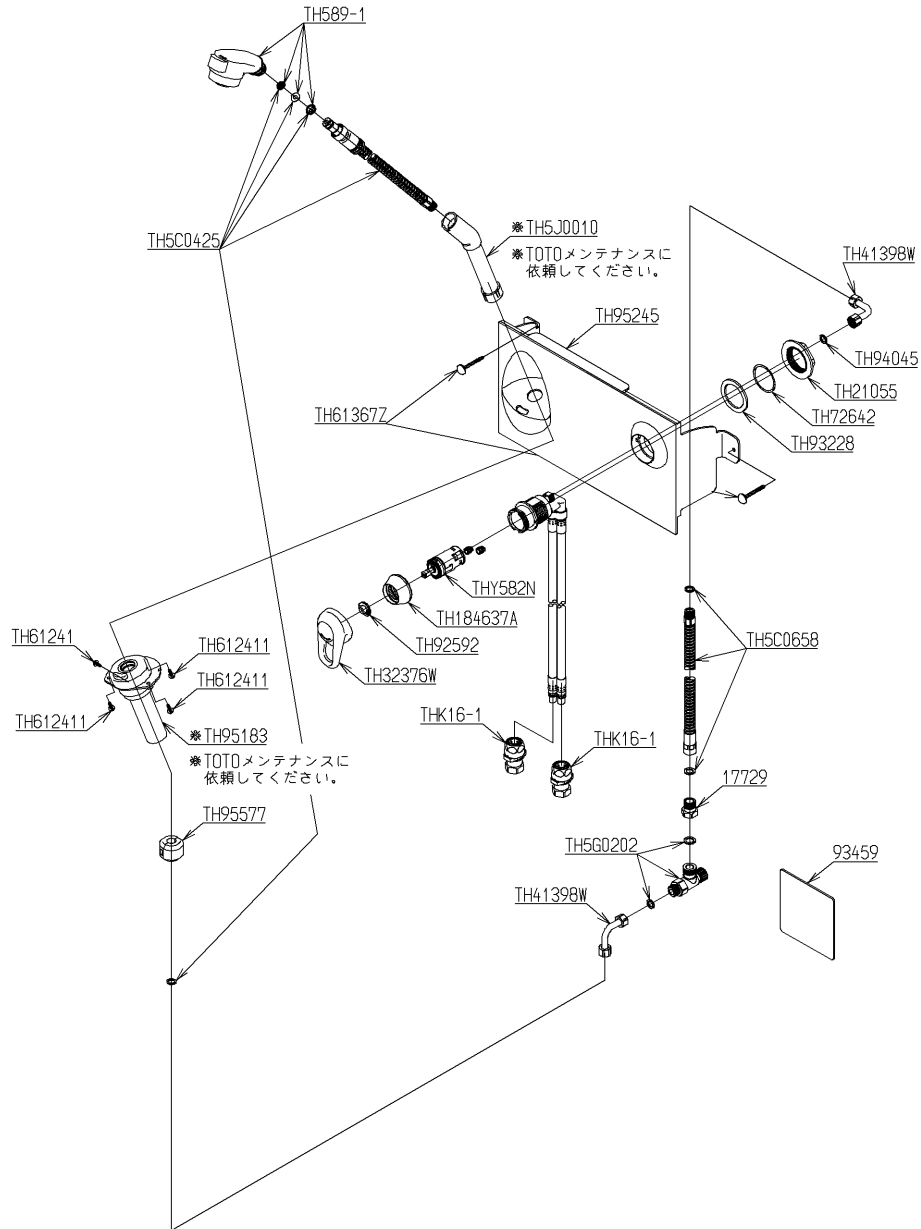 TH589-1
TH5C0425
※TH5J0010
※TOTOメンテナンスに
依頼してください。
TH41398W
TH95245
TH94045
TH21055
TH72642
TH93228
TH613677
THY582N
TH184637A
TH92592
TH32376W
TH61241
TH612411
TH612411
TH612411
※TH95183
※TOTOメンテナンスに
依頼してください。
TH5C0658
THK16-1
THK16-1
17729
TH95577
TH5G0202
93459
TH41398W